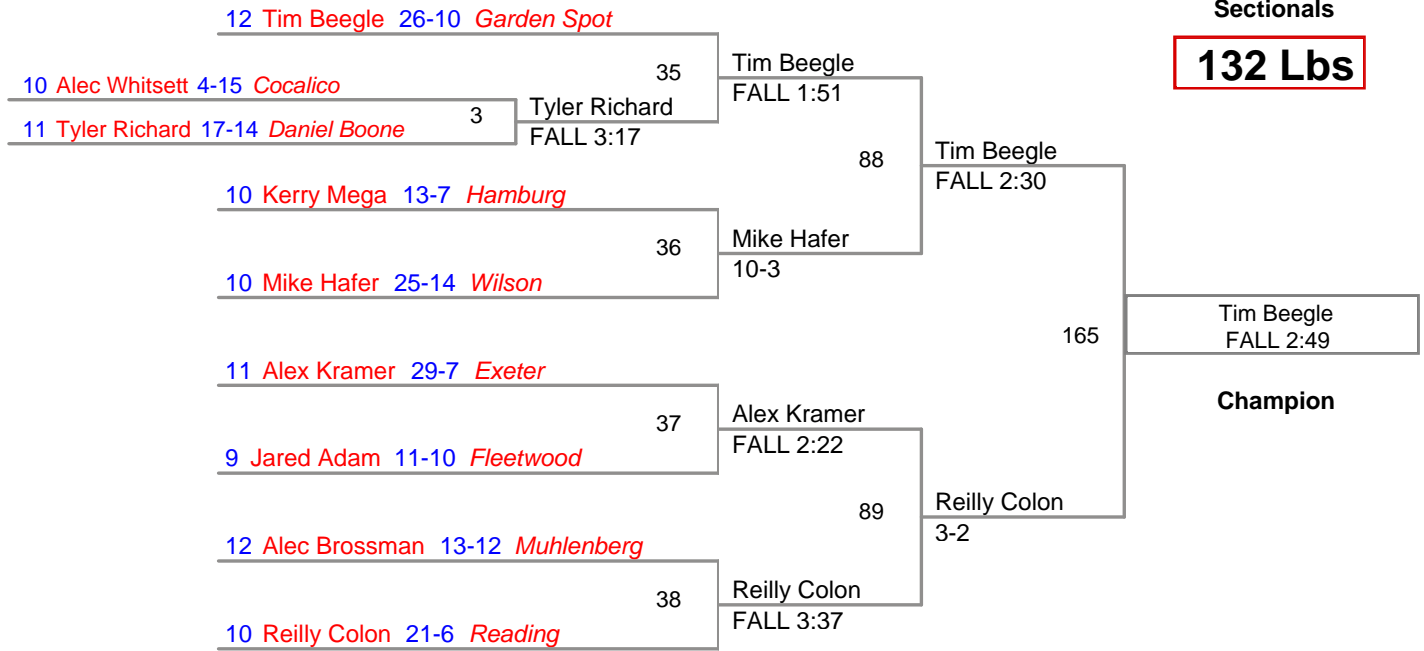 Sectionals
132 Lbs
12 Tim Beegle 26-10 Garden Spot
10 Alec Whitsett 4-15 Cocalico
11 Tyler Richard 17-14 Daniel Boone
3
Tyler Richard
FALL 3:17
35
Tim Beegle
FALL 1:51
10 Kerry Mega 13-7 Hamburg
36
10 Mike Hafer 25-14 Wilson
Mike Hafer
10-3
88
Tim Beegle
FALL 2:30
11 Alex Kramer 29-7 Exeter
37
9 Jared Adam 11-10 Fleetwood
Alex Kramer
FALL 2:22
12 Alec Brossman 13-12 Muhlenberg
38
10 Reilly Colon 21-6 Reading
Reilly Colon
FALL 3:37
89
Reilly Colon
3-2
165
Tim Beegle
FALL 2:49
Champion